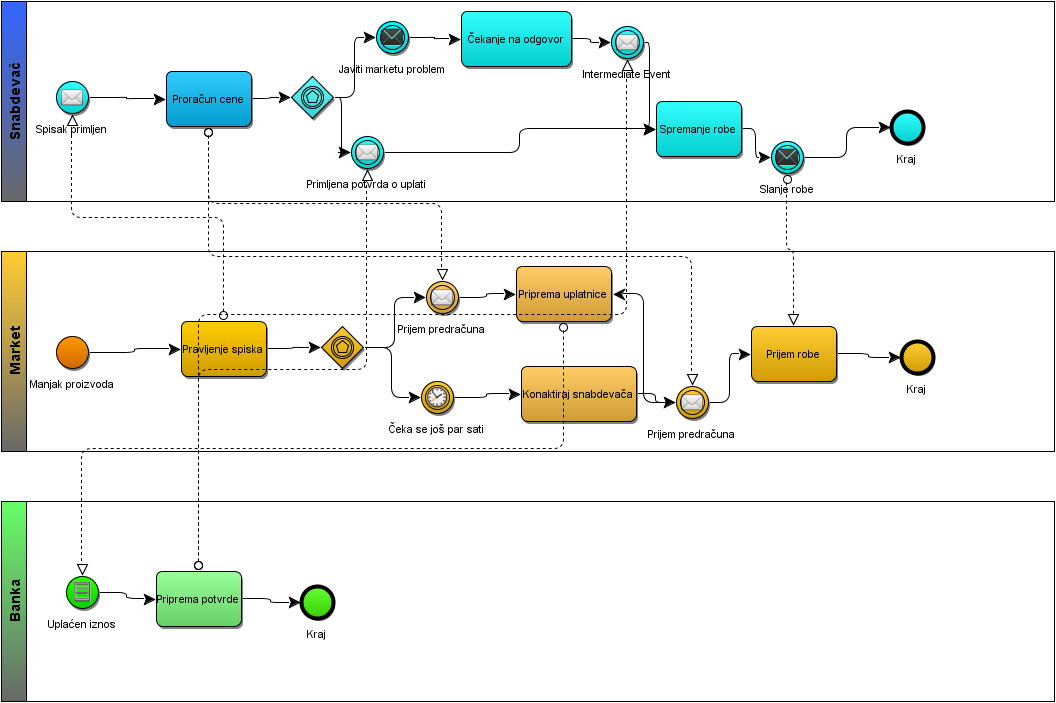 Snabdevač
Spisak primljen
Proračun cene
Javiti marketu problem
Čekanje na odgovor
Intermediate Event
Primljena potvrda o uplati
Spremanje robe
Slanje robe
Kraj
Market
Manjak proizvoda
Pravljenje spiska
Prijem predračuna
Priprema uplatnice
Čeka se još par sati
Konaktiraj snabdevača
Prijem predračuna
Prijem robe
Kraj
Banka
Uplaćen iznos
Priprema potvrde
Kraj